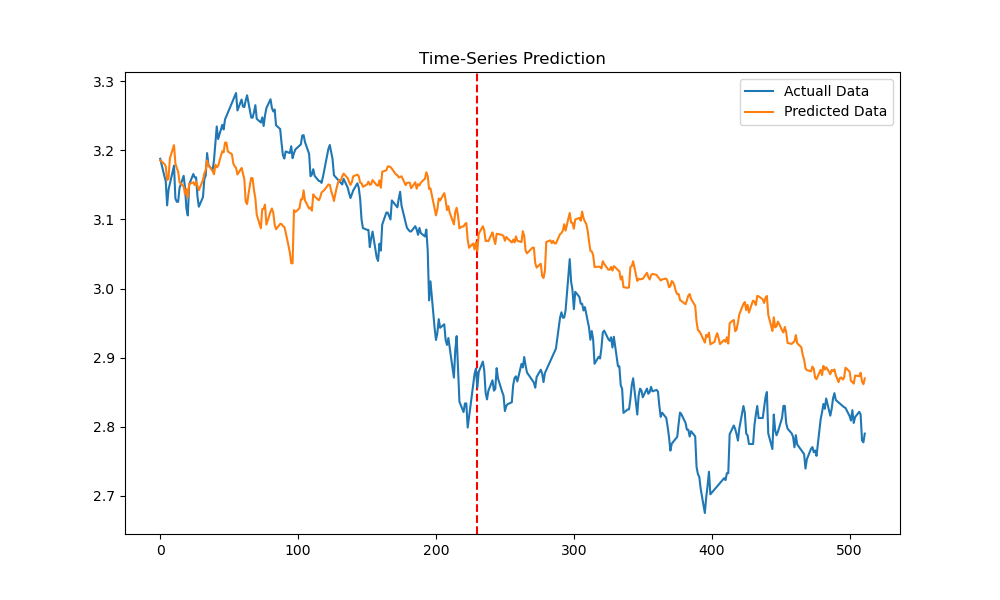 Time-Series Prediction
Actuall Data
Predicted Data
3.3
3.2
3.1
3.0
2.9
2.8
2.7
0 100 200 300 400 500